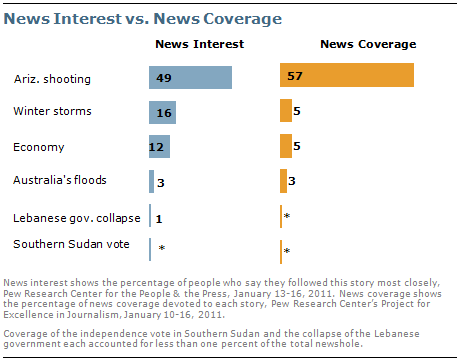 News Interest vs. News Coverage
News Interest News Coverage
Ariz. shooting 49 57
Winter storms 16 5
Economy 12 5
Australia's floods 3 3
Lebanese gov. collapse 1 *
Southern Sudan vote * *
News interest shows the percentage of people who say they followed this story most closely,
Pew Research Center for the People & the Press, January 13-16, 2011. News coverage shows
the percentage of news coverage devoted to each story, Pew Research Center's Project for
Excellence in Journalism, January 10-16, 2011.
Coverage of the independence vote in Southern Sudan and the collapse of the Lebanese
government each accounted for less than one percent of the total newshole.